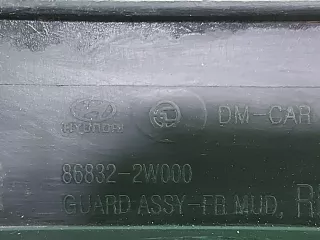 HYUNDAI DM-CAR
86832-2W000
GUARD ASSY-FR MUD, R